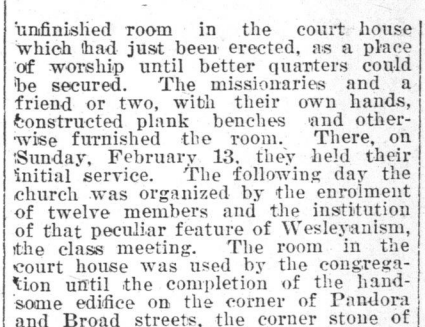 unfinished room in the court house
which had just been erected, as a place
of worship until better quarters could
be secured. The missionaries and a
friend or two, with their own hands,
constructed plank benches and other-
wise furnished the room. There, on
Sunday, February 13, they held their
initial service. The following day the
church was organized by the enrolment
of twelve members and the institution
of that peculiar feature of Wesleyanism,
the class meeting. The room in the
court house was used by the congrega-
tion until the completion of the hand-
some edifice on the corner of Pandora
and Broad streets, the corner stone of